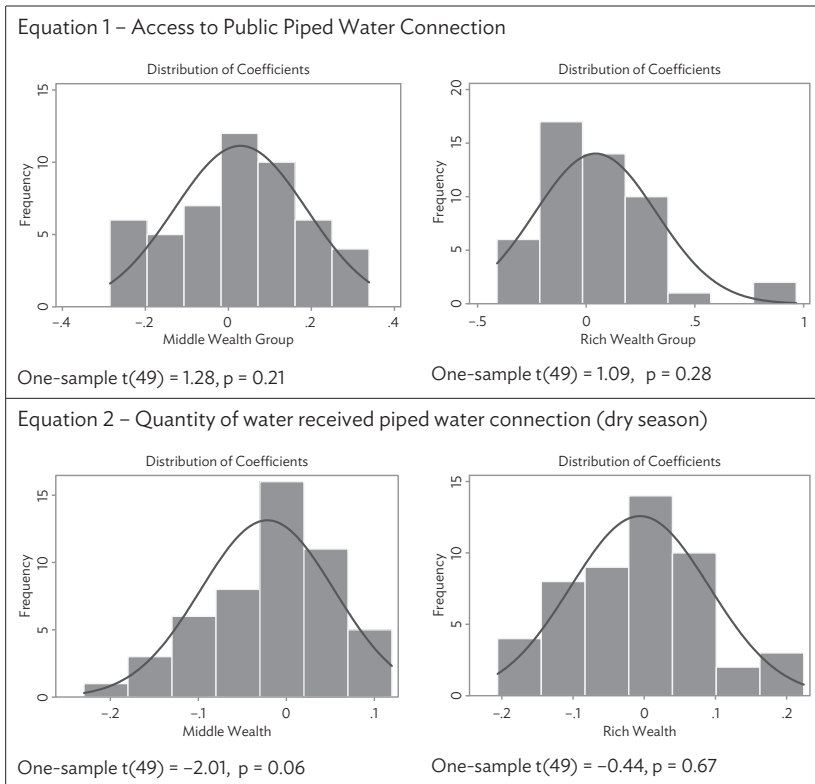 Equation 1 – Access to Public Piped Water Connection
Distribution of Coefficients
Frequency
0
5
10
15
–.4
–.2
0
.2
.4
Middle Wealth Group
One-sample t(49) = 1.28, p = 0.21
Distribution of Coefficients
Frequency
0
5
10
15
20
–.5
0
.5
1
Rich Wealth Group
One-sample t(49) = 1.09, p = 0.28
Equation 2 – Quantity of water received piped water connection (dry season)
Distribution of Coefficients
Frequency
0
5
10
15
–.2
–.1
0
.1
Middle Wealth
One-sample t(49) = –2.01, p = 0.06
Distribution of Coefficients
Frequency
0
5
10
15
–.2
–.1
0
.1
0.2
Rich Wealth
One-sample t(49) = –0.44, p = 0.67